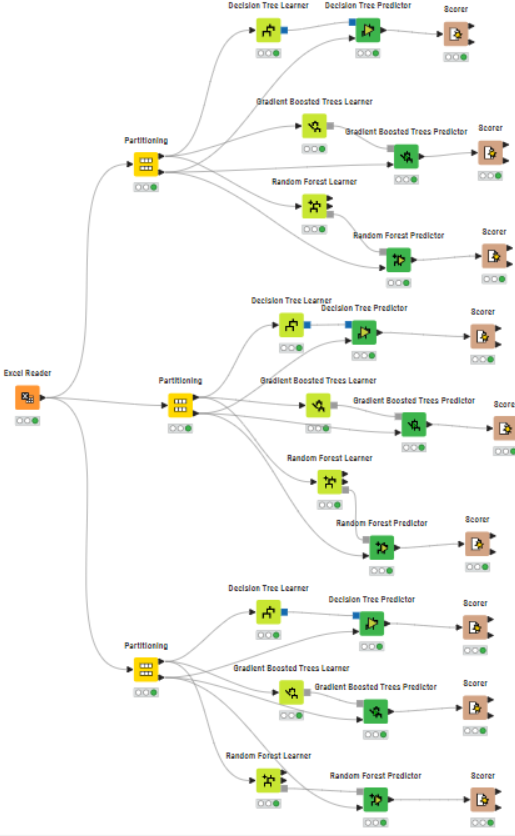 Decision Tree Learner
Decision Tree Predictor
Scorer
Gradient Boosted Trees Learner
Gradient Boosted Trees Predictor
Scorer
Partitioning
Random Forest Learner
Random Forest Predictor
Scorer
Decision Tree Learner
Decision Tree Predictor
Scorer
Excel Reader
Partitioning
Gradient Boosted Trees Learner
Gradient Boosted Trees Predictor
Score
Random Forest Learner
Random Forest Predictor
Scorer
Decision Tree Learner
Decision Tree Predictor
Scorer
Partitioning
Gradient Boosted Trees Learner
Gradient Boosted Trees Predictor
Scorer
Random Forest Learner
Random Forest Predictor
Scorer